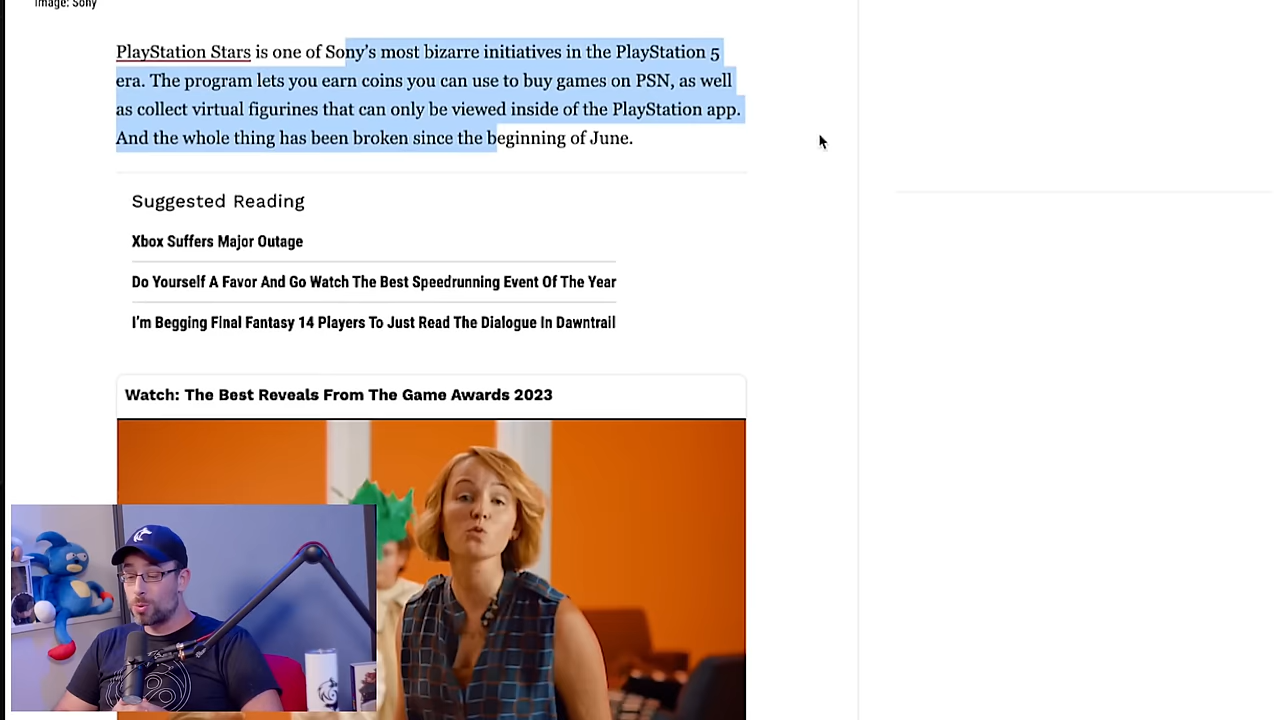 Image: Sony
PlayStation Stars is one of Sony’s most bizarre initiatives in the PlayStation 5
era. The program lets you earn coins you can use to buy games on PSN, as well
as collect virtual figurines that can only be viewed inside of the PlayStation app.
And the whole thing has been broken since the beginning of June.
Suggested Reading
Xbox Suffers Major Outage
Do Yourself A Favor And Go Watch The Best Speedrunning Event Of The Year
I’m Begging Final Fantasy 14 Players To Just Read The Dialogue In Dawntrail
Watch: The Best Reveals From The Game Awards 2023